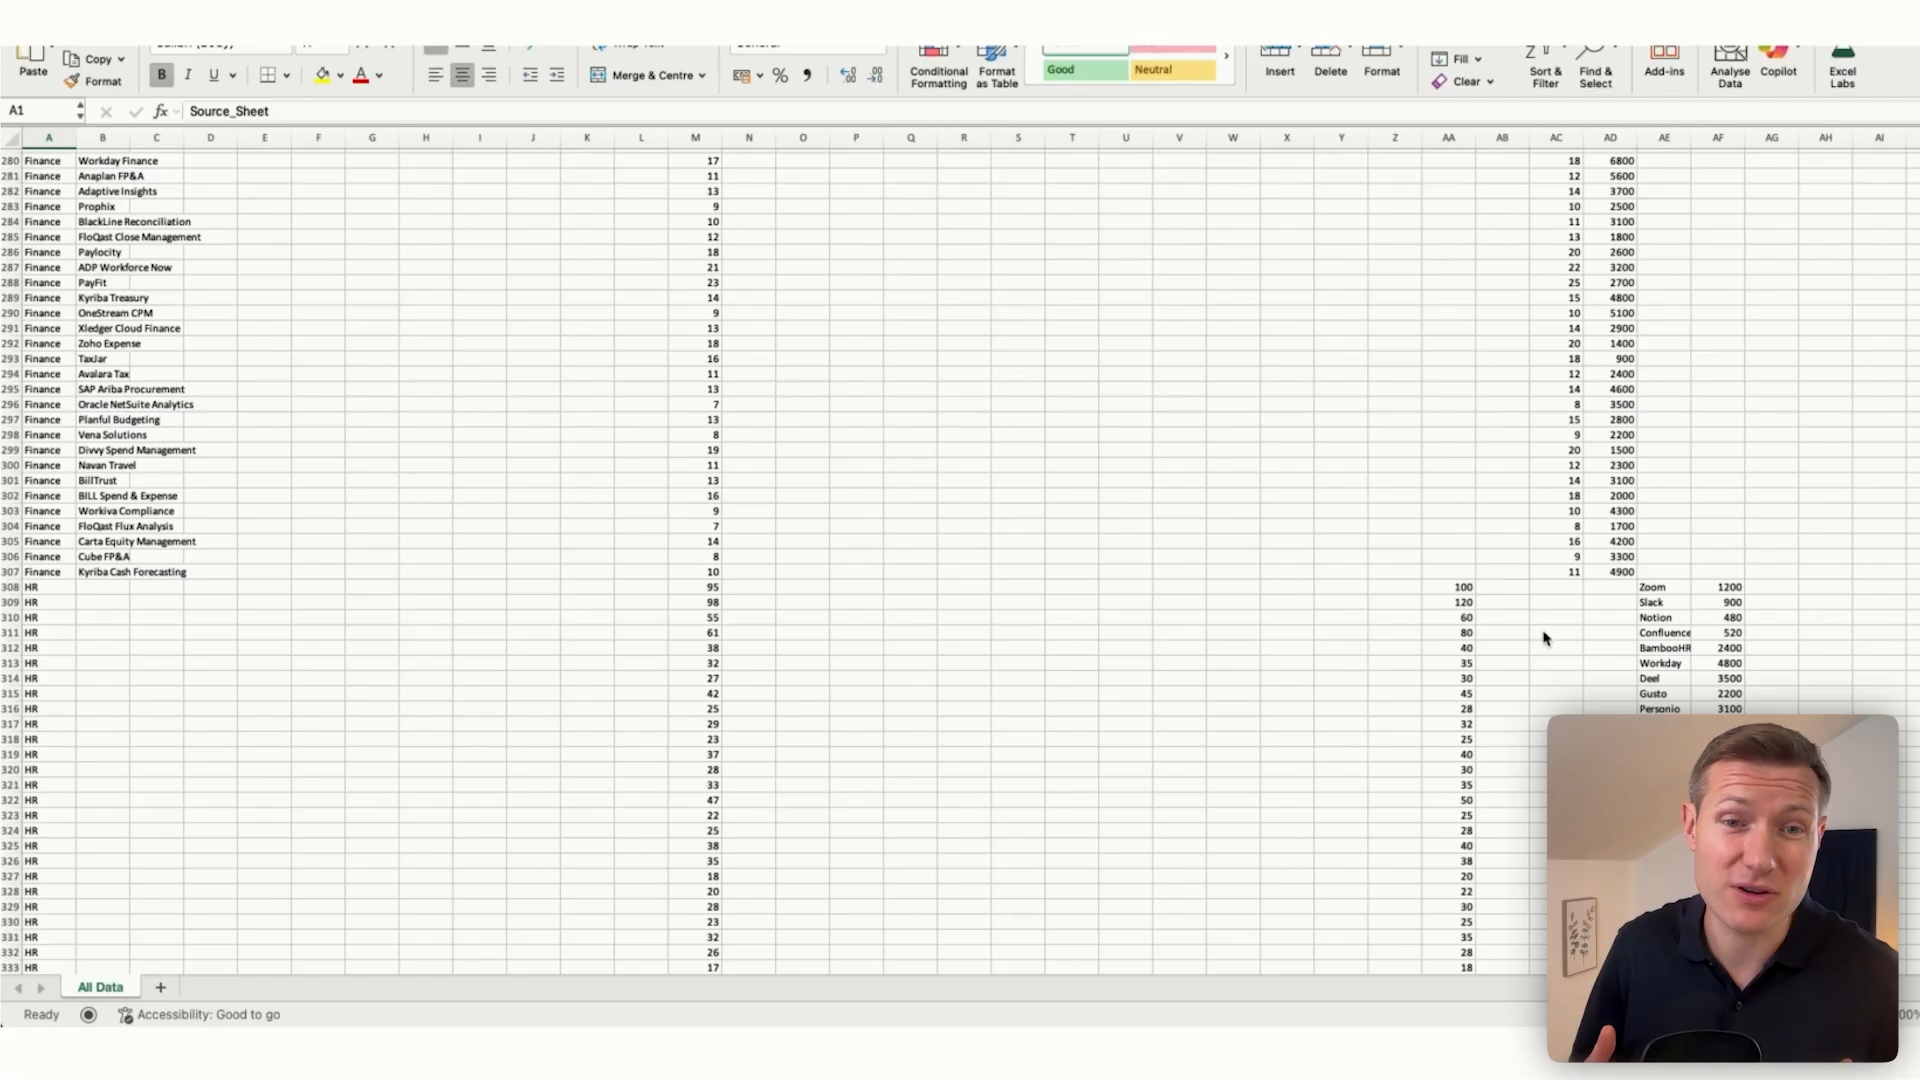 Paste Copy Format B I U Merge & Centre % Conditional Formatting Format as Table Good Neutral Insert Delete Format Fill Clear Sort & Filter Find & Select Add-ins Analyse Data Copilot Excel Labs
A1 fx Source_Sheet
A B C D E F G H I J K L M N O P Q R S T U V W X Y Z AA AB AC AD AE AF AG AH AI
280 Finance Workday Finance 17 18 6800
281 Finance Anaplan FP&A 11 12 5600
282 Finance Adaptive Insights 13 14 3700
283 Finance Prophix 9 10 2500
284 Finance BlackLine Reconciliation 10 11 3100
285 Finance FloQast Close Management 12 13 1800
286 Finance Paylocity 18 20 2600
287 Finance ADP Workforce Now 21 22 3200
288 Finance PayFit 23 25 2700
289 Finance Kyriba Treasury 14 15 4800
290 Finance OneStream CPM 9 10 5100
291 Finance Xledger Cloud Finance 13 14 2900
292 Finance Zoho Expense 18 20 1400
293 Finance TaxJar 16 18 900
294 Finance Avalara Tax 11 12 2400
295 Finance SAP Ariba Procurement 13 14 4600
296 Finance Oracle NetSuite Analytics 7 8 3500
297 Finance Planful Budgeting 13 15 2800
298 Finance Vena Solutions 8 9 2200
299 Finance Divvy Spend Management 19 20 1500
300 Finance Navan Travel 11 12 2300
301 Finance BillTrust 13 14 3100
302 Finance BILL Spend & Expense 16 18 2000
303 Finance Workiva Compliance 9 10 4300
304 Finance FloQast Flux Analysis 7 8 1700
305 Finance Carta Equity Management 14 16 4200
306 Finance Cube FP&A 8 9 3300
307 Finance Kyriba Cash Forecasting 10 11 4900
308 HR 95 100 Zoom 1200
309 HR 98 120 Slack 900
310 HR 55 60 Notion 480
311 HR 61 80 Confluence 520
312 HR 38 40 BambooHR 2400
313 HR 32 35 Workday 4800
314 HR 27 30 Deel 3500
315 HR 42 45 Gusto 2200
316 HR 25 28 Personio 3100
317 HR 29 32
318 HR 23 25
319 HR 37 40
320 HR 28 30
321 HR 33 35
322 HR 47 50
323 HR 22 25
324 HR 25 28
325 HR 38 40
326 HR 35 38
327 HR 18 20
328 HR 20 22
329 HR 28 30
330 HR 23 25
331 HR 32 35
332 HR 26 28
333 HR 17 18
All Data +
Ready Accessibility: Good to go